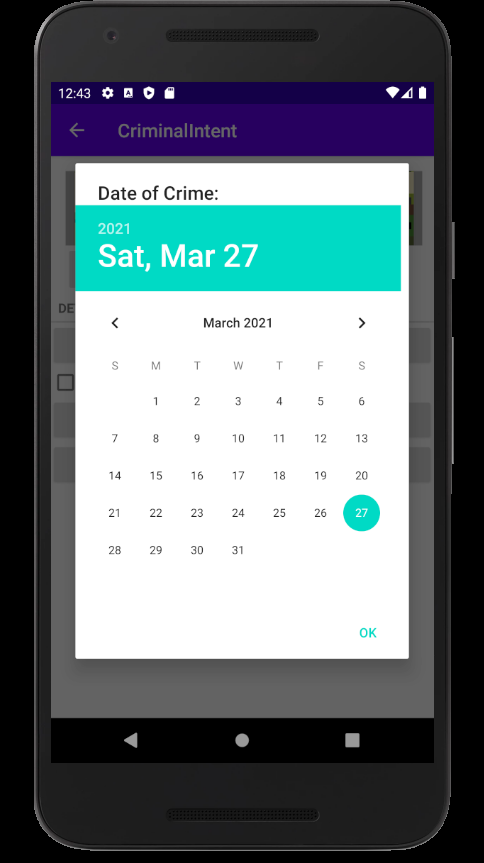 12:43
CriminalIntent
Date of Crime:
2021
Sat, Mar 27
March 2021
S M T W T F S
1 2 3 4 5 6
7 8 9 10 11 12 13
14 15 16 17 18 19 20
21 22 23 24 25 26 27
28 29 30 31
OK